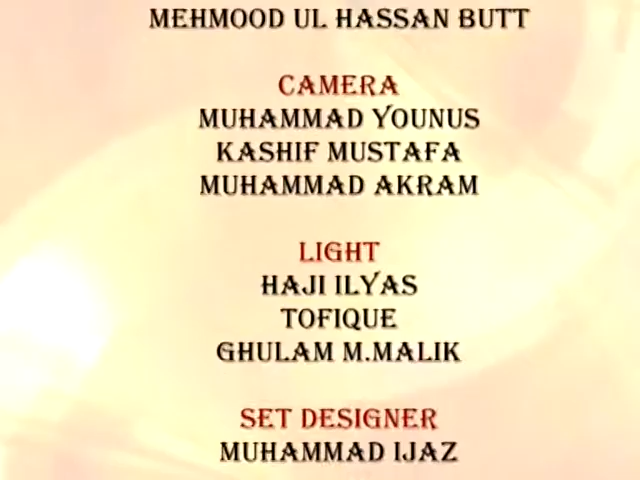 MEHMOOD UL HASSAN BUTT
CAMERA
MUHAMMAD YOUNUS
KASHIF MUSTAFA
MUHAMMAD AKRAM
LIGHT
HAJI ILYAS
TOFIQUE
GHULAM M.MALIK
SET DESIGNER
MUHAMMAD IJAZ